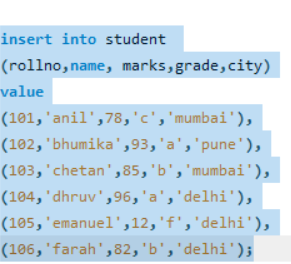 insert into student
(rollno,name, marks,grade,city)
value
(101,'anil',78,'c','mumbai'),
(102,'bhumika',93,'a','pune'),
(103,'chetan',85,'b','mumbai'),
(104,'dhruv',96,'a','delhi'),
(105,'emanuel',12,'f','delhi'),
(106,'farah',82,'b','delhi');